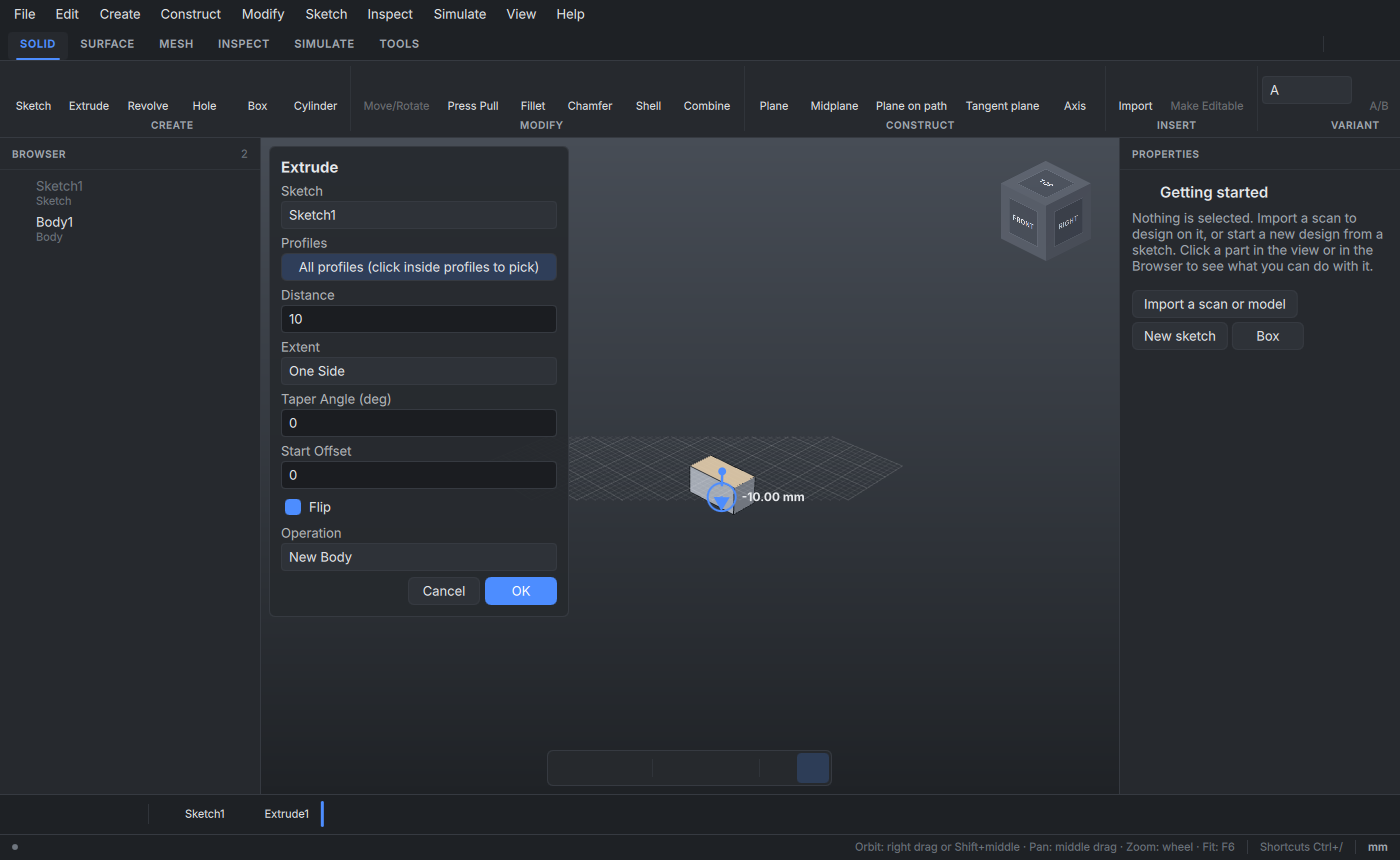 File Edit Create Construct Modify Sketch Inspect Simulate View Help
SOLID SURFACE MESH INSPECT SIMULATE TOOLS
Sketch Extrude Revolve Hole Box Cylinder Move/Rotate Press Pull Fillet Chamfer Shell Combine Plane Midplane Plane on path Tangent plane Axis Import Make Editable A A/B
CREATE MODIFY CONSTRUCT INSERT VARIANT
BROWSER 2
Sketch1
Sketch
Body1
Body
Extrude
Sketch
Sketch1
Profiles
All profiles (click inside profiles to pick)
Distance
10
Extent
One Side
Taper Angle (deg)
0
Start Offset
0
Flip
Operation
New Body
Cancel OK
TOP
FRONT RIGHT
-10.00 mm
PROPERTIES
Getting started
Nothing is selected. Import a scan to
design on it, or start a new design from a
sketch. Click a part in the view or in the
Browser to see what you can do with it.
Import a scan or model
New sketch Box
Sketch1 Extrude1
Orbit: right drag or Shift+middle · Pan: middle drag · Zoom: wheel · Fit: F6 Shortcuts Ctrl+/ mm